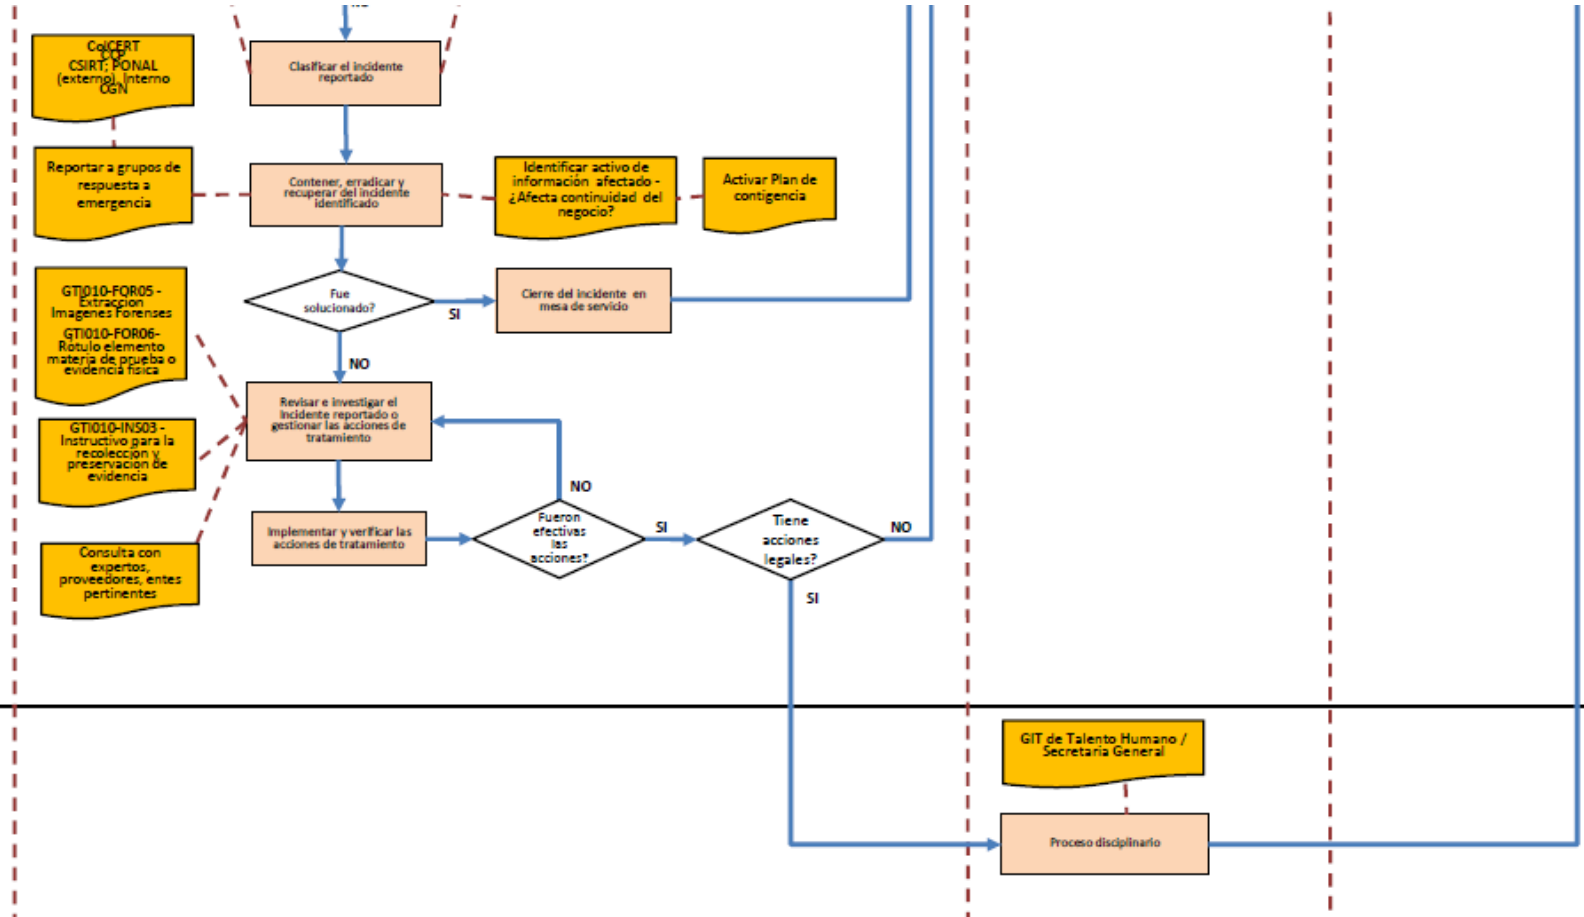 NO
ColCERT
CCP
CSIRT; PONAL
(externo), Interno
CGN
Clasificar el incidente
reportado
Reportar a grupos de
respuesta a
emergencia
Contener, erradicar y
recuperar del incidente
identificado
Identificar activo de
información afectado -
¿Afecta continuidad del
negocio?
Activar Plan de
contigencia
Fue
solucionado?
SI
Cierre del incidente en
mesa de servicio
NO
GTI010-FOR05 -
Extraccion
Imagenes Forenses
GTI010-FOR06-
Rotulo elemento
materia de prueba o
evidencia fisica
Revisar e investigar el
Incidente reportado o
gestionar las acciones de
tratamiento
GTI010-INS03 -
Instructivo para la
recolección y
preservación de
evidencia
NO
Implementar y verificar las
acciones de tratamiento
Fueron
efectivas
las
acciones?
SI
Tiene
acciones
legales?
NO
Consulta con
expertos,
proveedores, entes
pertinentes
SI
GIT de Talento Humano /
Secretaria General
Proceso disciplinario